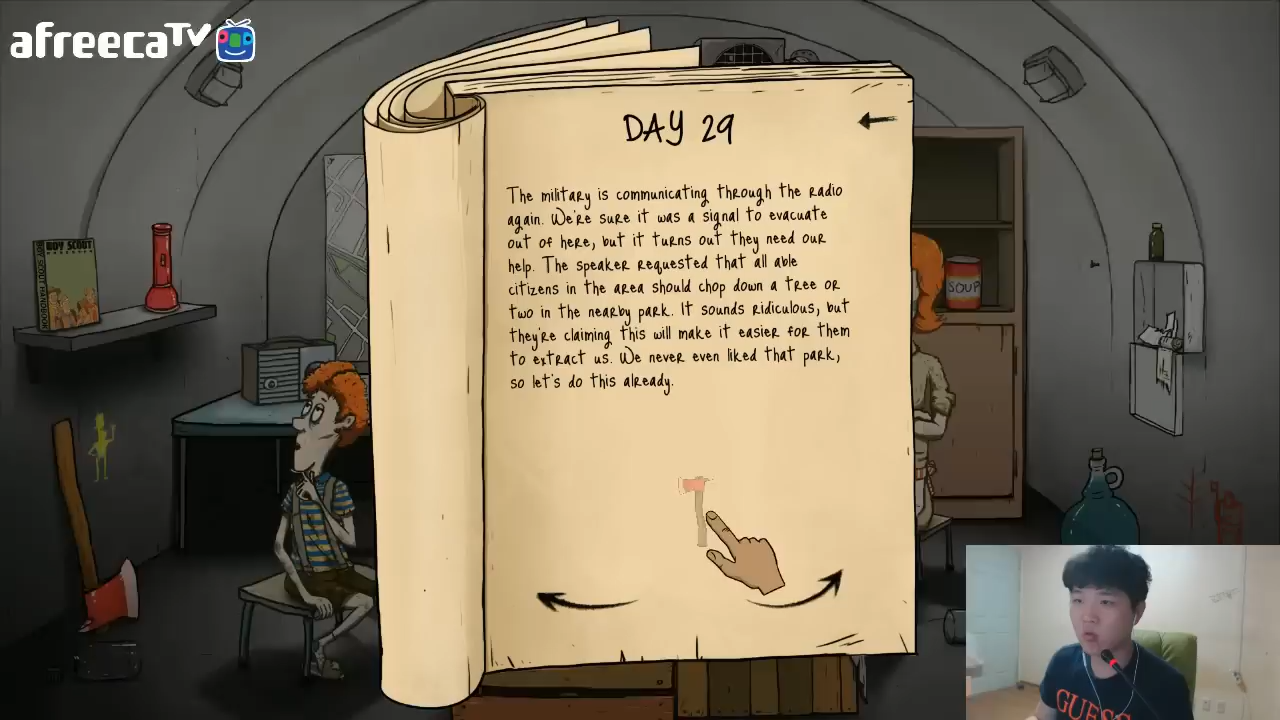 afreecaTV
DAY 29
The military is communicating through the radio
again. We're sure it was a signal to evacuate
out of here, but it turns out they need our
help. The speaker requested that all able
citizens in the area should chop down a tree or
two in the nearby park. It sounds ridiculous, but
they're claiming this will make it easier for them
to extract us. We never even liked that park,
so let's do this already.
BOY SCOUT
BOY SCOUT HANDBOOK
SOUP
GUESS